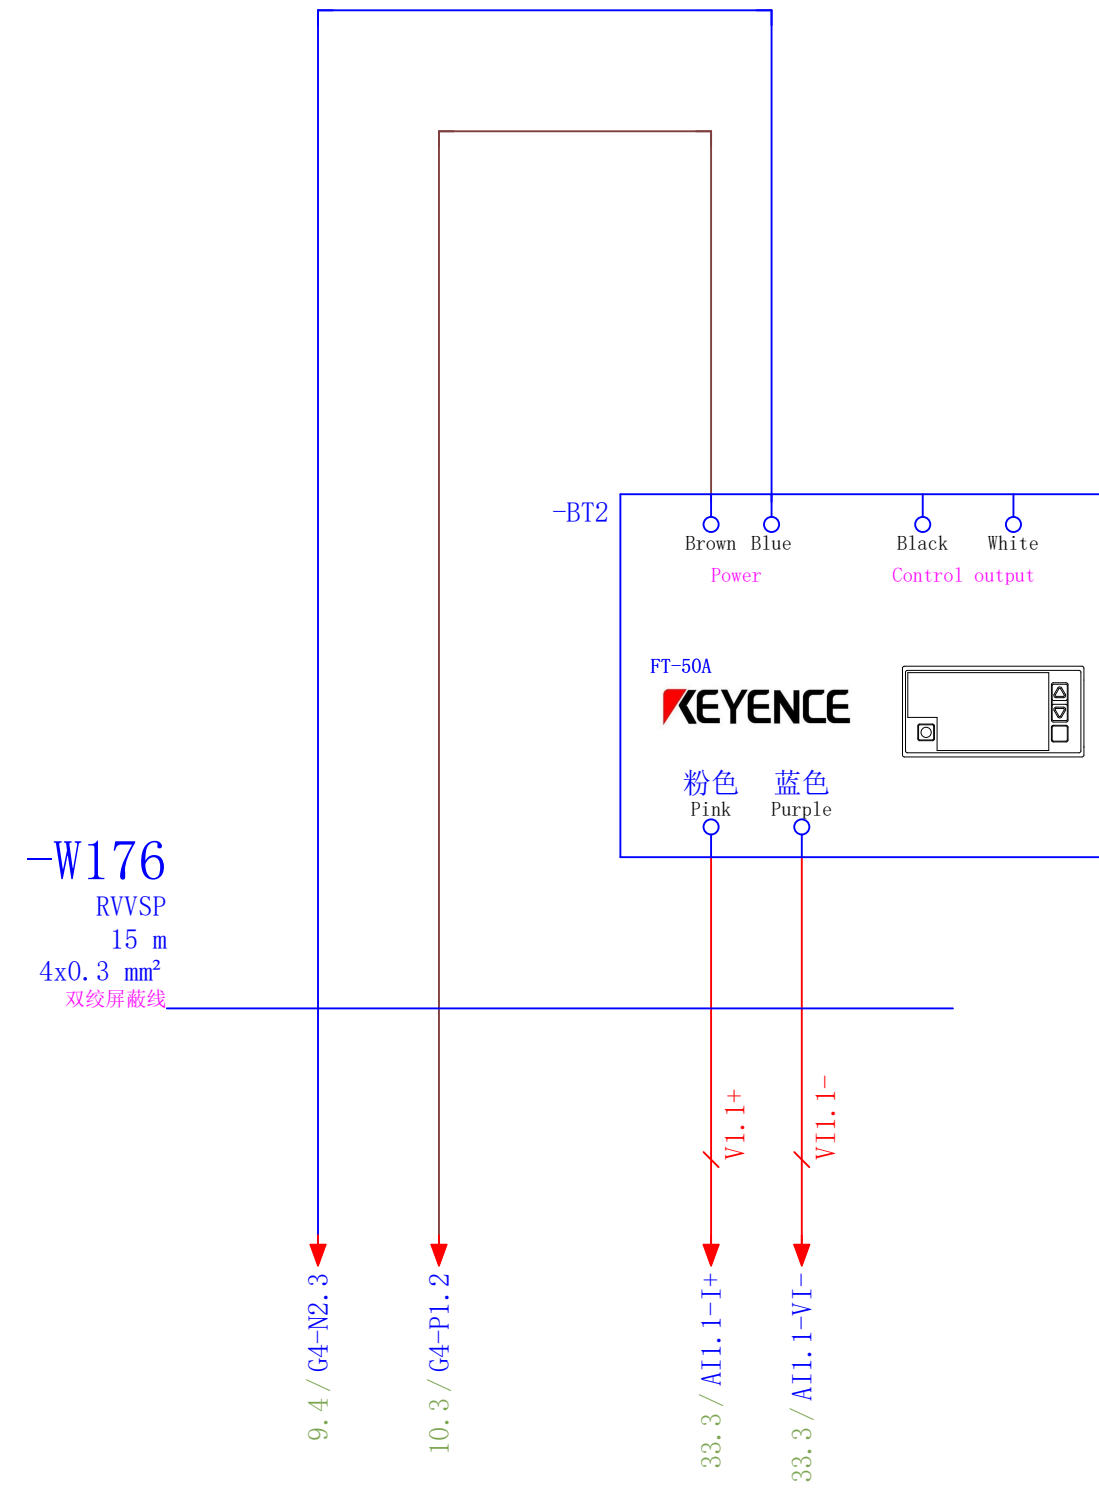 -BT2
Brown Blue Black White
Power Control output
FT-50A
KEYENCE
粉色 蓝色
Pink Purple
-W176
RVVSP
15 m
4x0.3 mm²
双绞屏蔽线
V1.1+
VI1.1-
9.4 / G4-N2.3
10.3 / G4-P1.2
33.3 / AI1.1-I+
33.3 / AI1.1-VI-